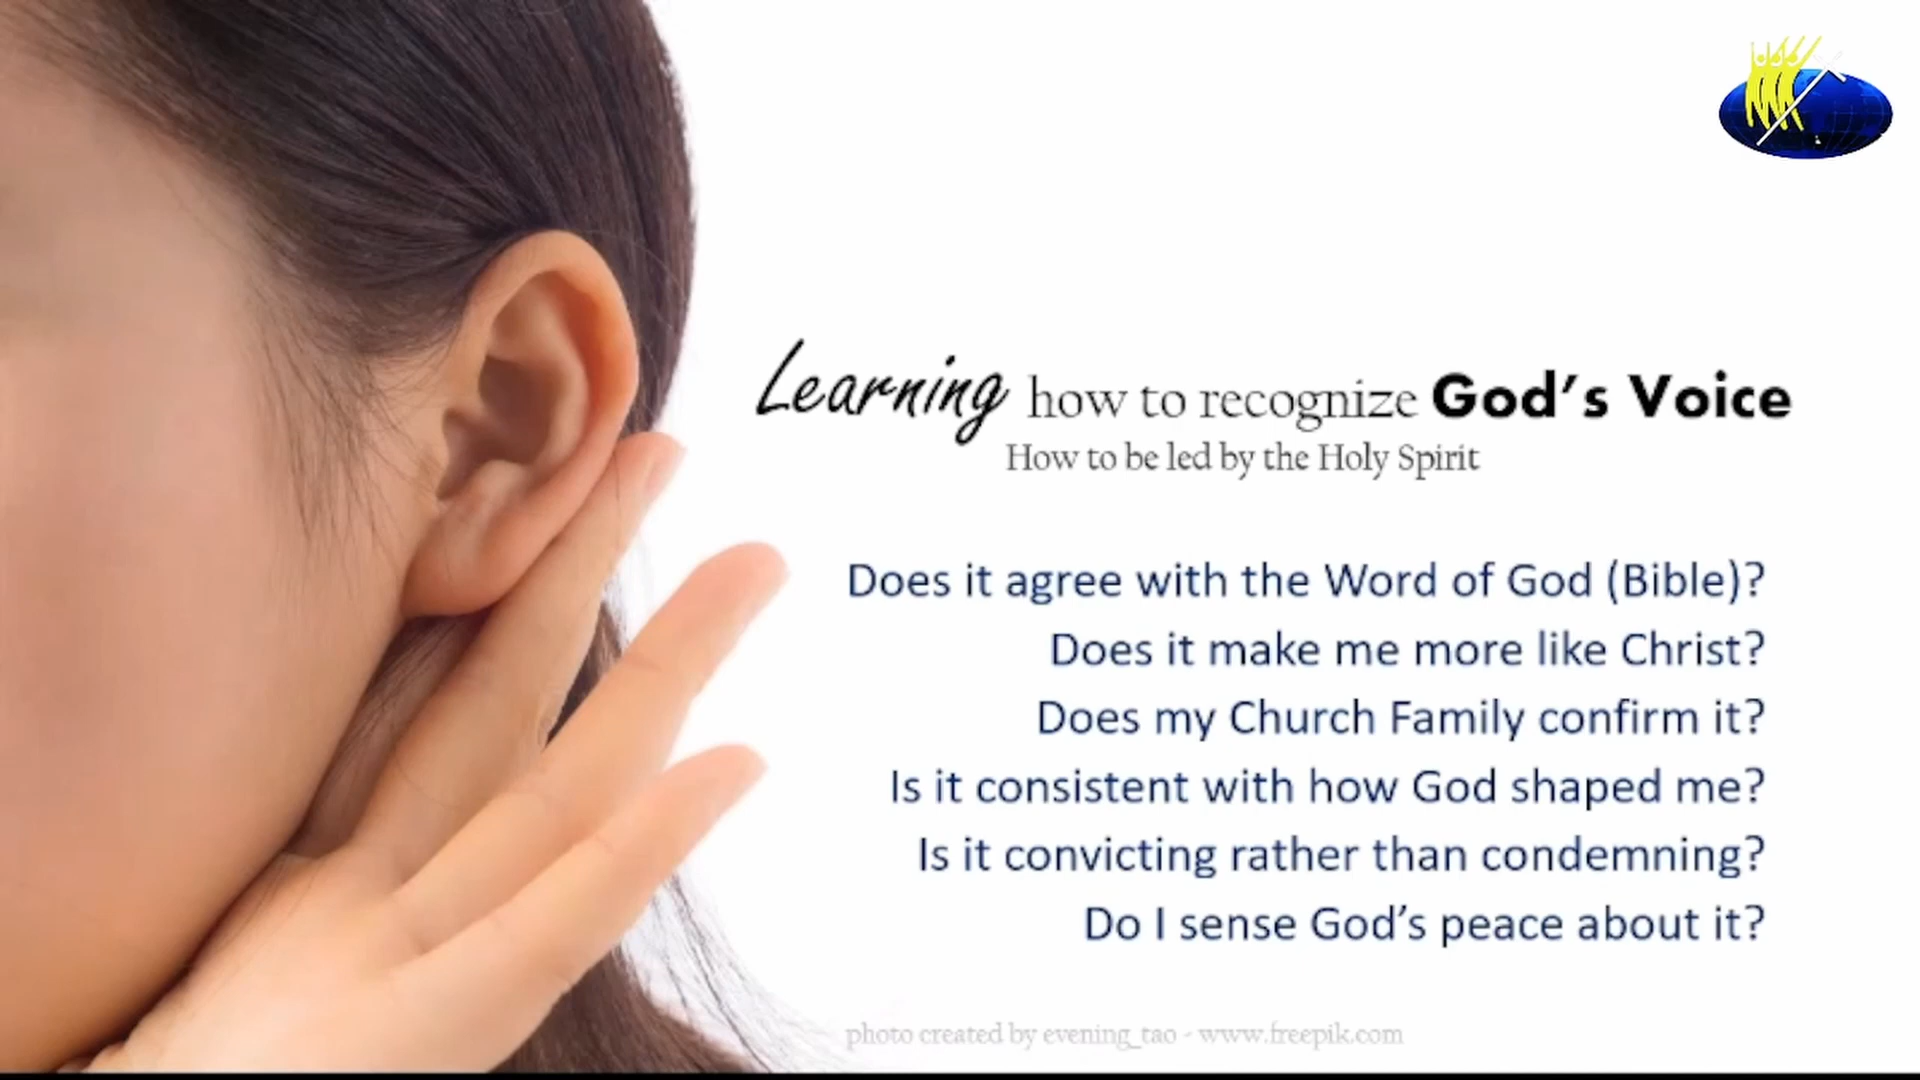 Learning how to recognize God's Voice
How to be led by the Holy Spirit
Does it agree with the Word of God (Bible)?
Does it make me more like Christ?
Does my Church Family confirm it?
Is it consistent with how God shaped me?
Is it convicting rather than condemning?
Do I sense God's peace about it?
photo created by evening_tao - www.freepik.com